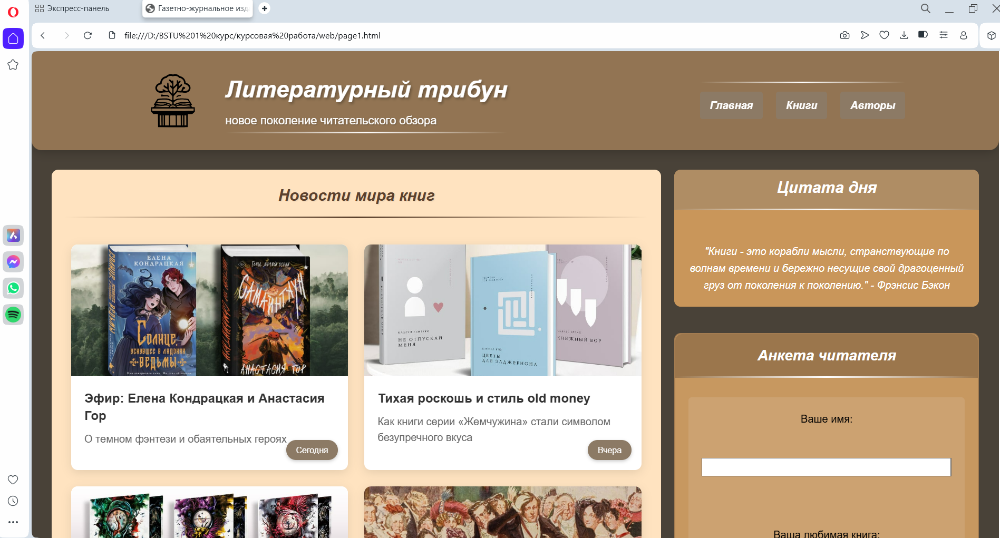 Экспресс-панель
Газетно-журнальное изд
file:///D:/BSTU%201%20курс/курсовая%20работа/web/page1.html
Литературный трибун
новое поколение читательского обзора
Главная
Книги
Авторы
Новости мира книг
ЕЛЕНА
КОНДРАЦКАЯ
Солнце,
уснувшее в ладонях
ведьмы
Город вечной осени
САМАЙНТАУН
АНАСТАСИЯ ГОР
Эфир: Елена Кондрацкая и Анастасия
Гор
О темном фэнтези и обаятельных героях
Сегодня
НЕ ОТПУСКАЙ
МЕНЯ
ЦВЕТЫ
ДЛЯ ЭЛДЖЕРНОНА
КНИЖНЫЙ ВОР
Тихая роскошь и стиль old money
Как книги серии «Жемчужина» стали символом
безупречного вкуса
Вчера
Цитата дня
"Книги - это корабли мысли, странствующие по
волнам времени и бережно несущие свой драгоценный
груз от поколения к поколению." - Фрэнсис Бэкон
Анкета читателя
Ваше имя:
Ваша любимая книга: